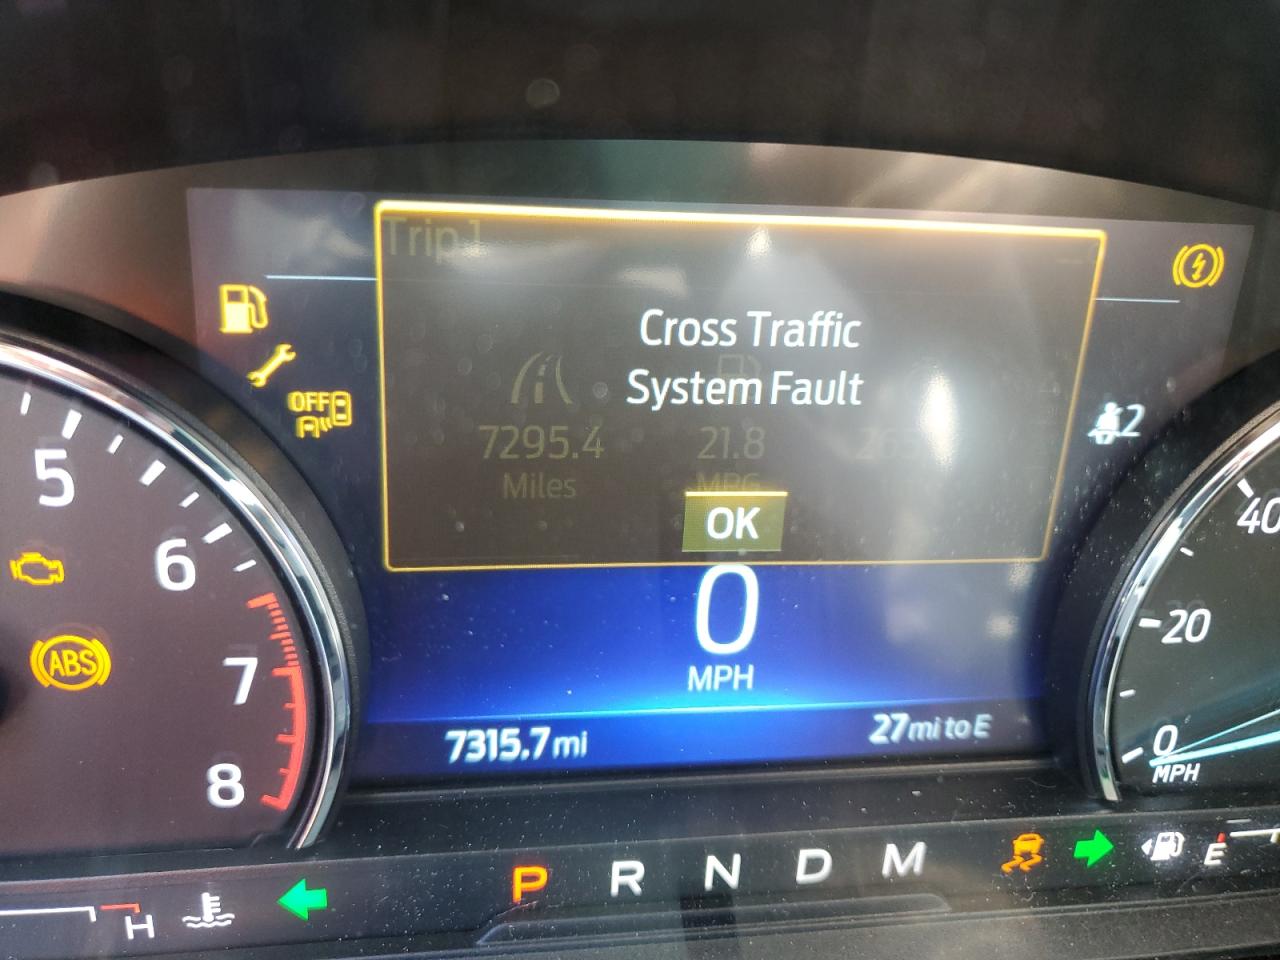 Trip 1
Cross Traffic
System Fault
OFF
7295.4
21.8
Miles
MPG
OK
2
5
6
7
8
ABS
0
MPH
7315.7 mi
27 mi to E
40
20
0
MPH
P R N D M
E
H